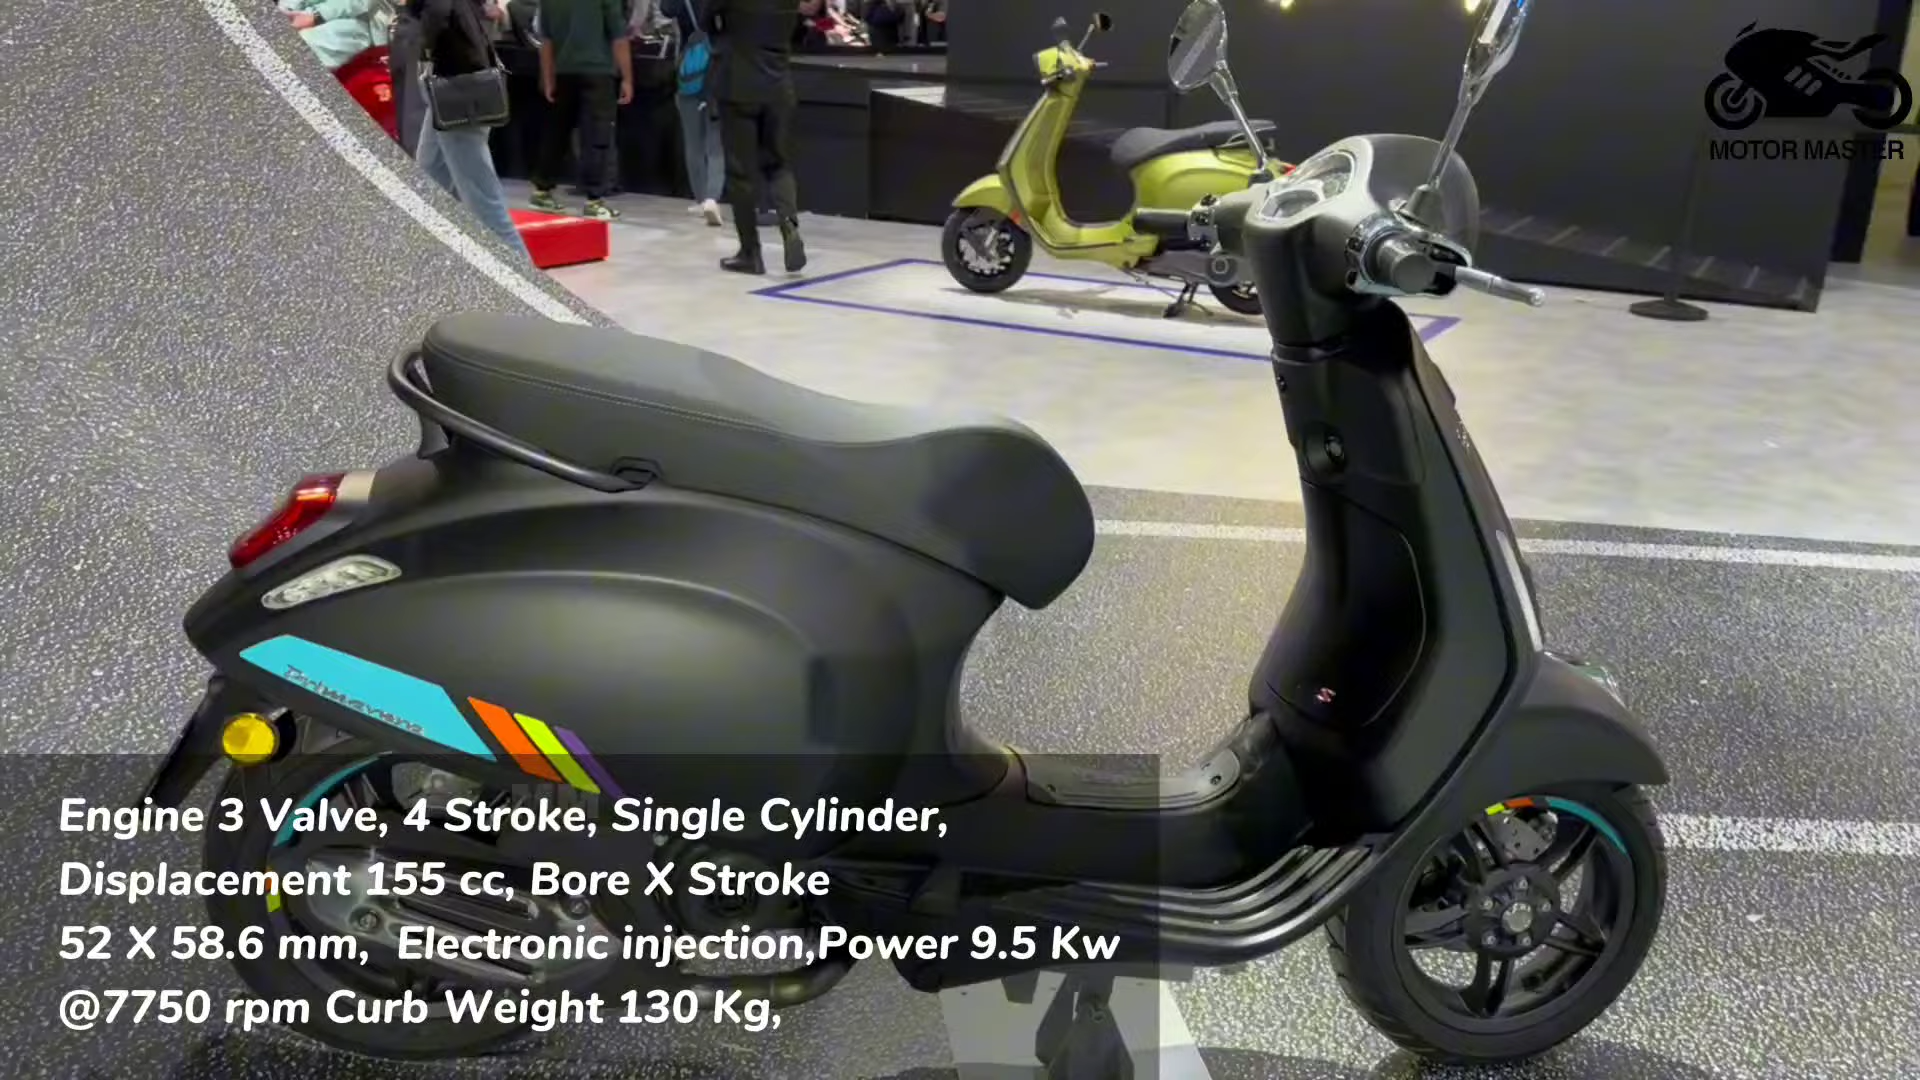 MOTOR MASTER
Primavera
Engine 3 Valve, 4 Stroke, Single Cylinder,
Displacement 155 cc, Bore X Stroke
52 X 58.6 mm,  Electronic injection,Power 9.5 Kw
@7750 rpm Curb Weight 130 Kg,